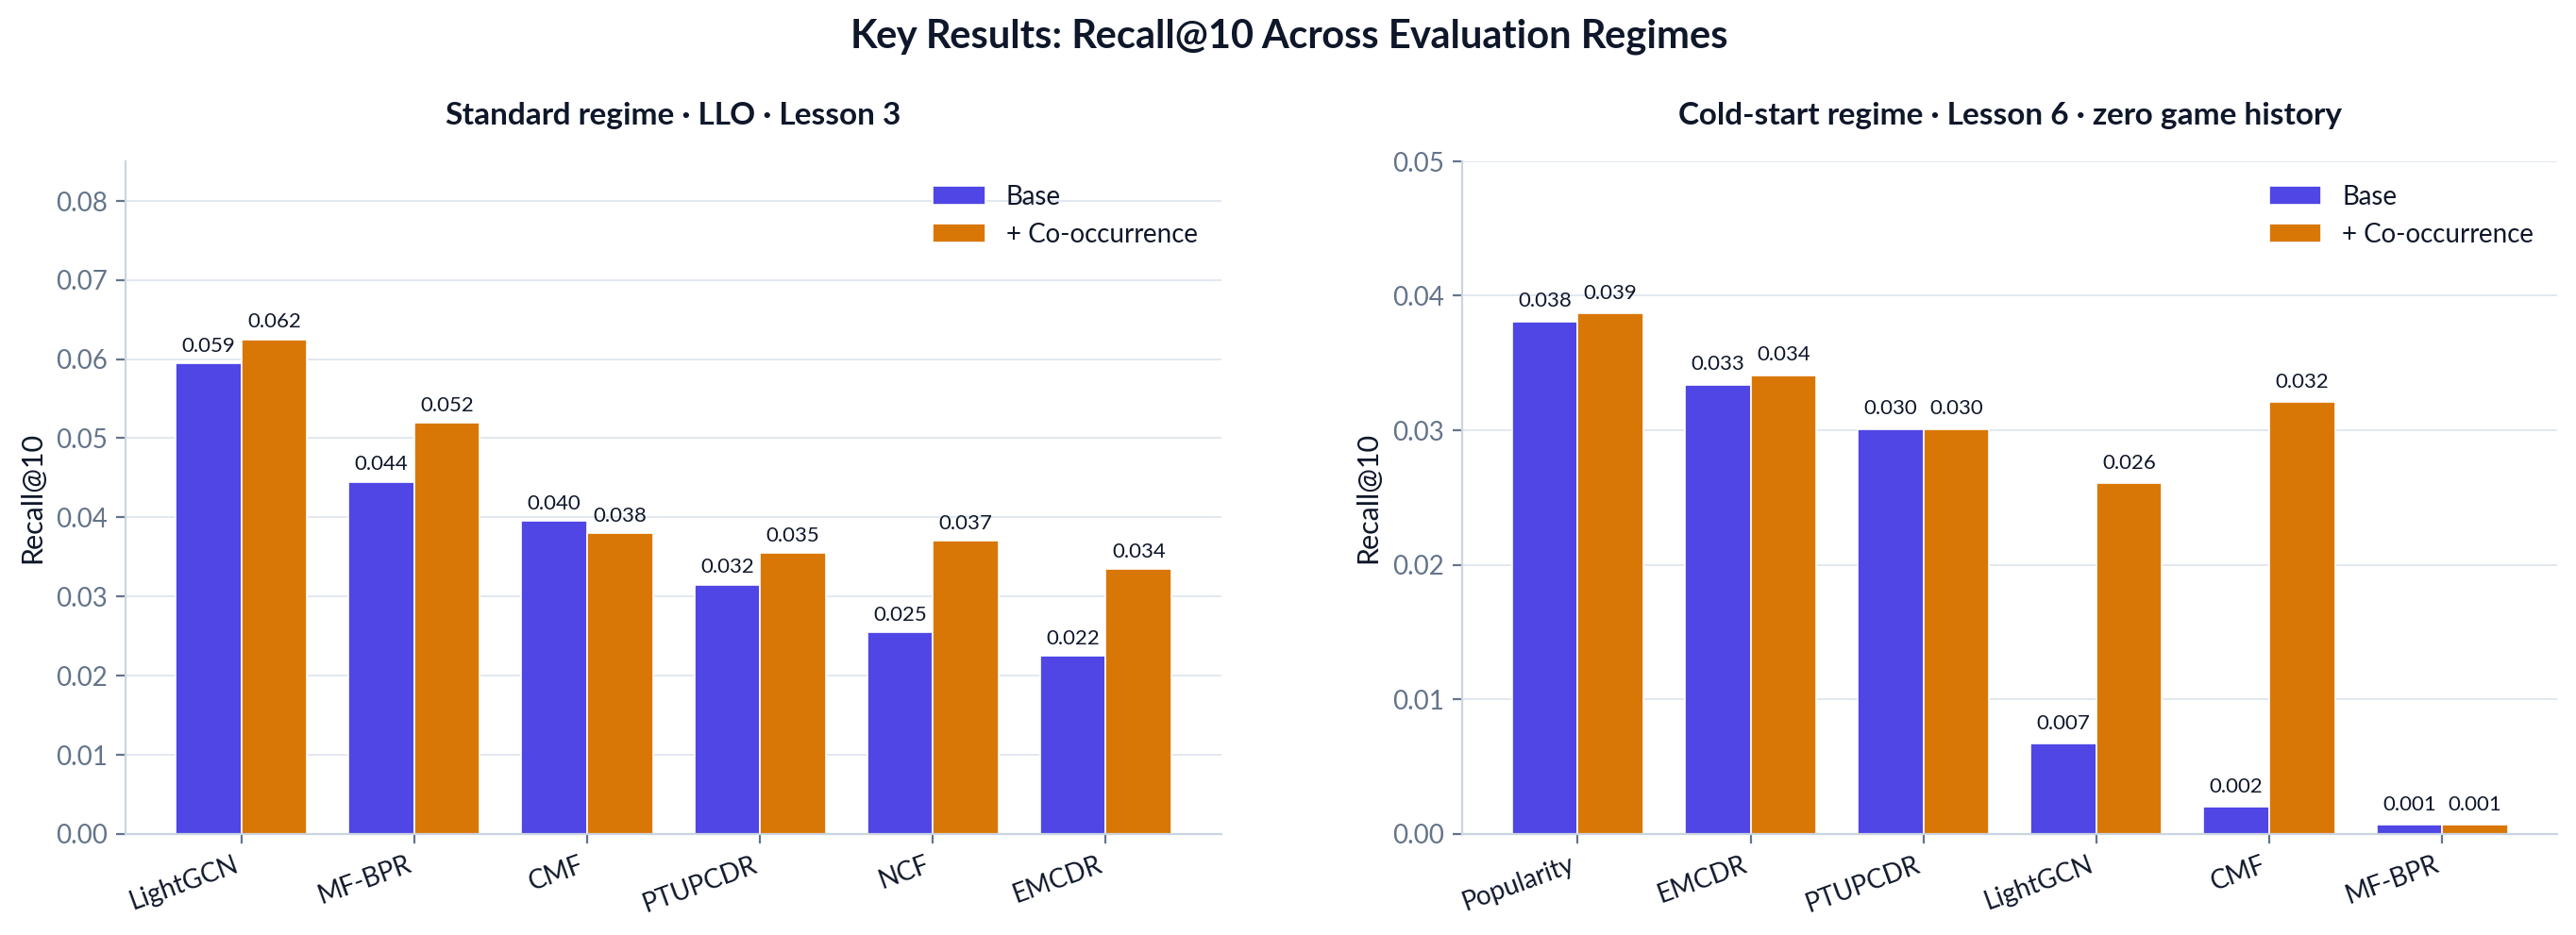 Key Results: Recall@10 Across Evaluation Regimes
Standard regime · LLO · Lesson 3
Recall@10
0.08
0.07
0.06
0.05
0.04
0.03
0.02
0.01
0.00
Base
+ Co-occurrence
0.059
0.062
0.044
0.052
0.040
0.038
0.032
0.035
0.025
0.037
0.022
0.034
LightGCN
MF-BPR
CMF
PTUPCDR
NCF
EMCDR
Cold-start regime · Lesson 6 · zero game history
Recall@10
0.05
0.04
0.03
0.02
0.01
0.00
Base
+ Co-occurrence
0.038
0.039
0.033
0.034
0.030
0.030
0.007
0.026
0.002
0.032
0.001
0.001
Popularity
EMCDR
PTUPCDR
LightGCN
CMF
MF-BPR